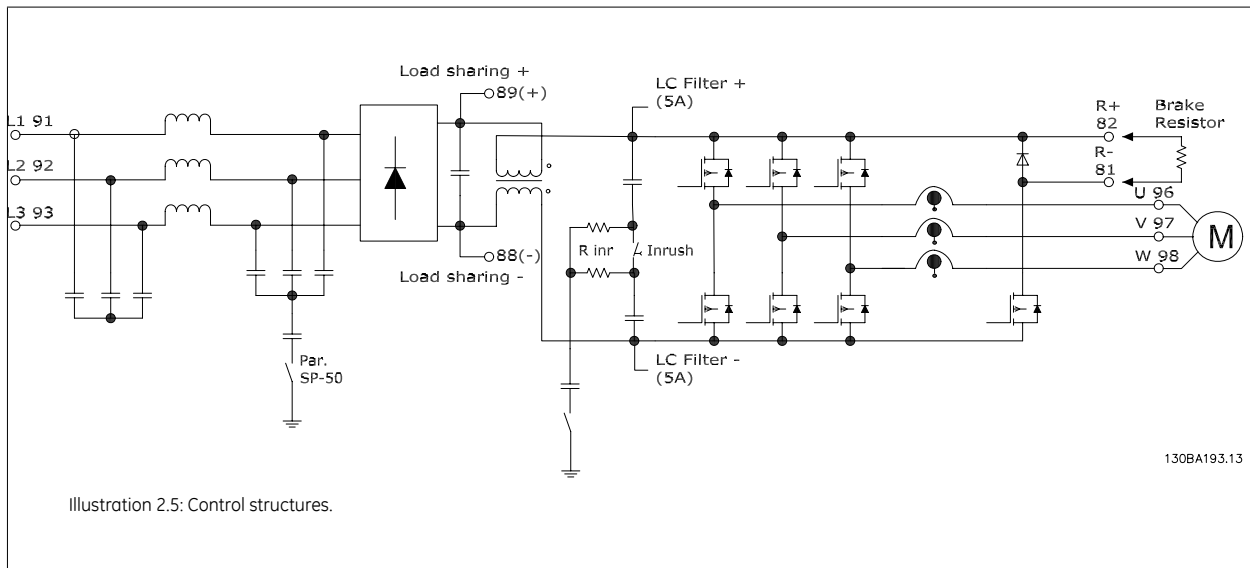 Load sharing +
89(+)
LC Filter +
(5A)
L1 91
L2 92
L3 93
R+
82
Brake
Resistor
R-
81
U 96
V 97
W 98
M
R inr
Inrush
88(-)
Load sharing -
Par.
SP-50
LC Filter -
(5A)
130BA193.13
Illustration 2.5: Control structures.